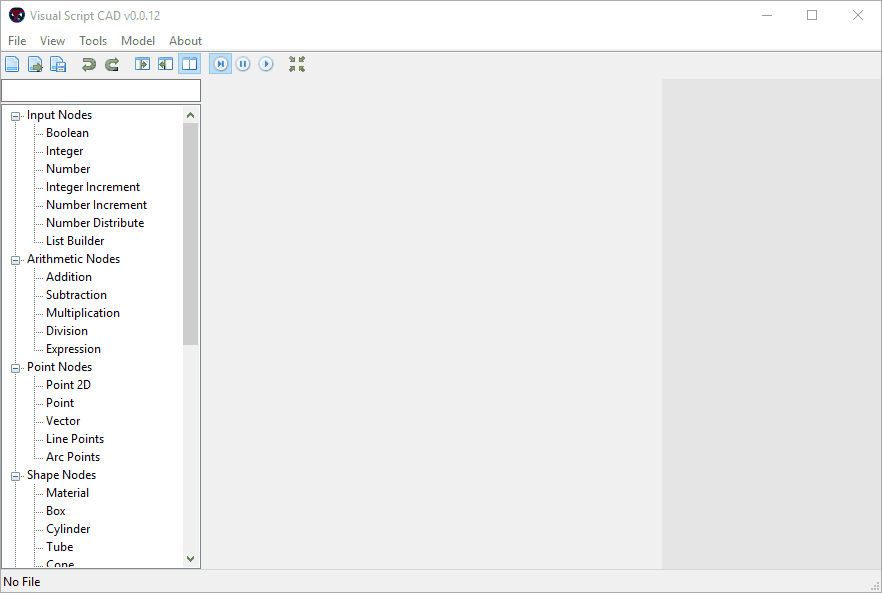 Visual Script CAD v0.0.12
File View Tools Model About
Input Nodes
Boolean
Integer
Number
Integer Increment
Number Increment
Number Distribute
List Builder
Arithmetic Nodes
Addition
Subtraction
Multiplication
Division
Expression
Point Nodes
Point 2D
Point
Vector
Line Points
Arc Points
Shape Nodes
Material
Box
Cylinder
Tube
Cone
No File